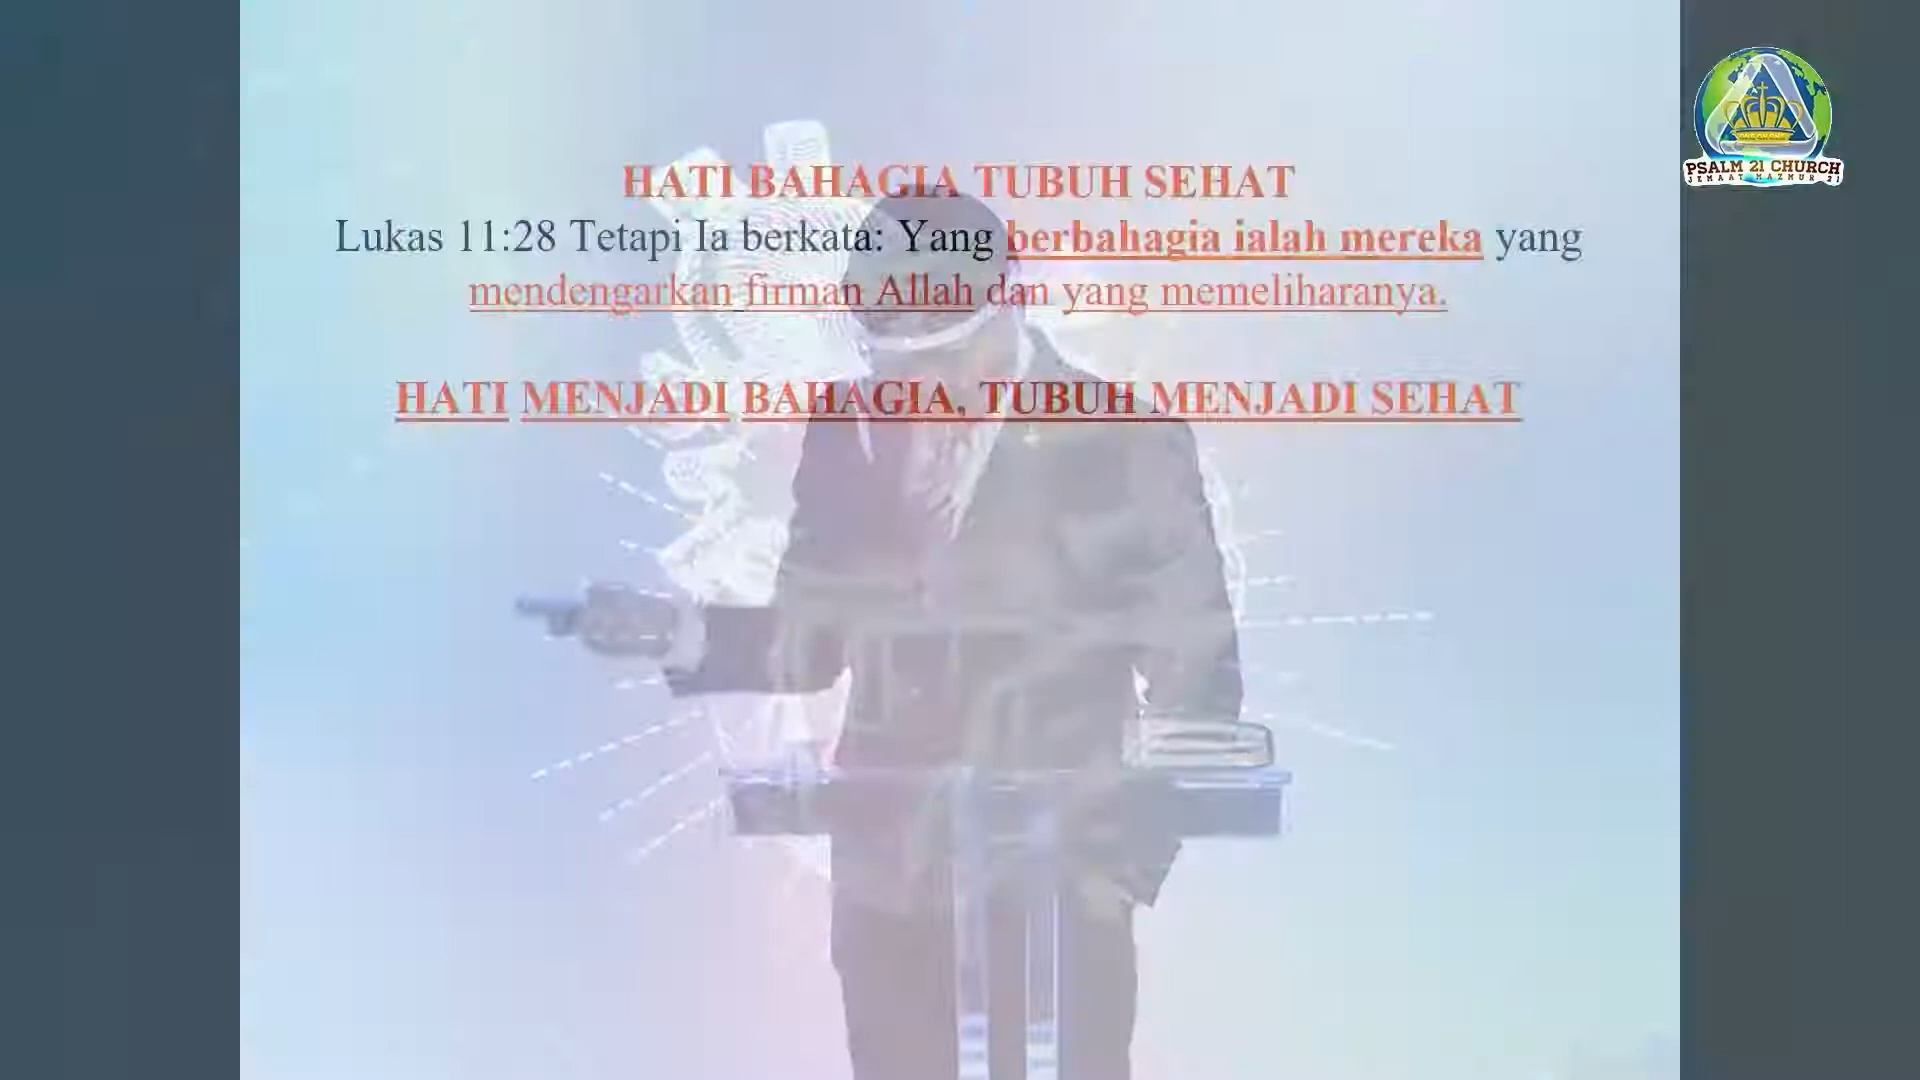 HATI BAHAGIA TUBUH SEHAT
Lukas 11:28 Tetapi Ia berkata: Yang berbahagia ialah mereka yang
mendengarkan firman Allah dan yang memeliharanya.
HATI MENJADI BAHAGIA, TUBUH MENJADI SEHAT
PSALM 21 CHURCH
JEMAAT MAZMUR 21